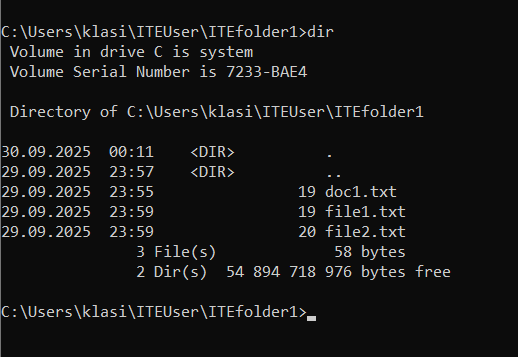 C:\Users\klasi\ITEUser\ITEfolder1>dir
 Volume in drive C is system
 Volume Serial Number is 7233-BAE4

 Directory of C:\Users\klasi\ITEUser\ITEfolder1

30.09.2025  00:11    <DIR>          .
29.09.2025  23:57    <DIR>          ..
29.09.2025  23:55                19 doc1.txt
29.09.2025  23:59                19 file1.txt
29.09.2025  23:59                20 file2.txt
               3 File(s)             58 bytes
               2 Dir(s)  54 894 718 976 bytes free

C:\Users\klasi\ITEUser\ITEfolder1>